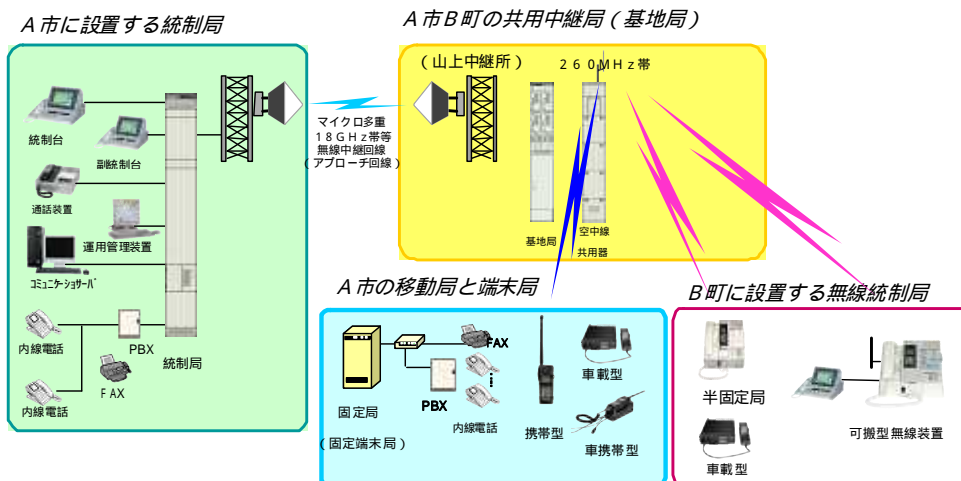 A市に設置する統制局
A市B町の共用中継局(基地局)
統制台
副統制台
通話装置
運用管理装置
コミュニケーションサーバ
内線電話
PBX
統制局
FAX
内線電話
マイクロ多重
18GHz帯等
無線中継回線
(アプローチ回線)
(山上中継所)
260MHz帯
基地局
空中線
共用器
A市の移動局と端末局
固定局
(固定端末局)
FAX
PBX
内線電話
携帯型
車載型
車携帯型
B町に設置する無線統制局
半固定局
車載型
可搬型無線装置